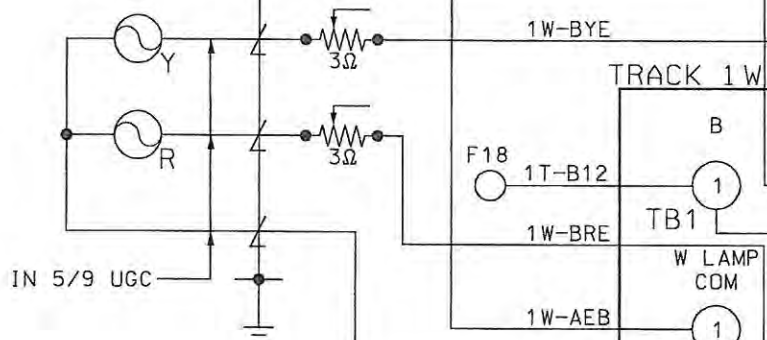 1W-BYE
Y
3Ω
TRACK 1W
B
R
3Ω
F18
1T-B12
1
TB1
1W-BRE
W LAMP
COM
IN 5/9 UGC
1W-AEB
1